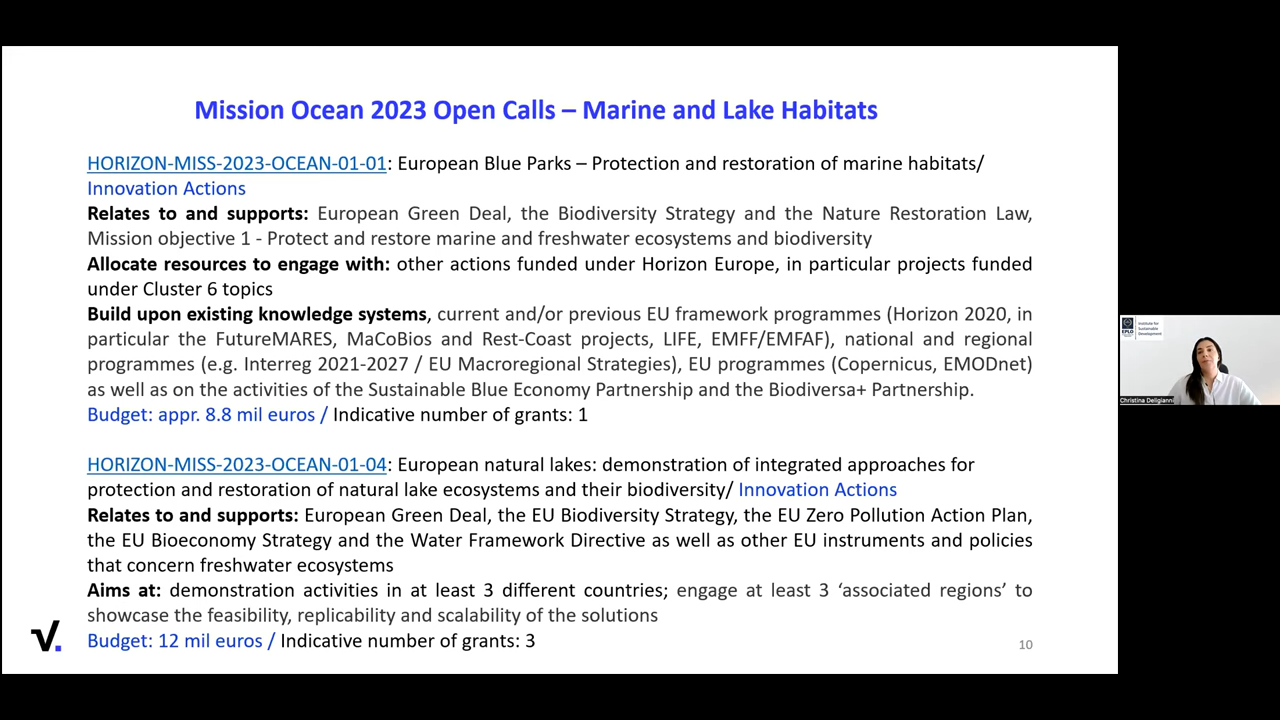 Mission Ocean 2023 Open Calls – Marine and Lake Habitats
HORIZON-MISS-2023-OCEAN-01-01: European Blue Parks – Protection and restoration of marine habitats/
Innovation Actions
Relates to and supports: European Green Deal, the Biodiversity Strategy and the Nature Restoration Law,
Mission objective 1 - Protect and restore marine and freshwater ecosystems and biodiversity
Allocate resources to engage with: other actions funded under Horizon Europe, in particular projects funded
under Cluster 6 topics
Build upon existing knowledge systems, current and/or previous EU framework programmes (Horizon 2020, in
particular the FutureMARES, MaCoBios and Rest-Coast projects, LIFE, EMFF/EMFAF), national and regional
programmes (e.g. Interreg 2021-2027 / EU Macroregional Strategies), EU programmes (Copernicus, EMODnet)
as well as on the activities of the Sustainable Blue Economy Partnership and the Biodiversa+ Partnership.
Budget: appr. 8.8 mil euros / Indicative number of grants: 1
HORIZON-MISS-2023-OCEAN-01-04: European natural lakes: demonstration of integrated approaches for
protection and restoration of natural lake ecosystems and their biodiversity/ Innovation Actions
Relates to and supports: European Green Deal, the EU Biodiversity Strategy, the EU Zero Pollution Action Plan,
the EU Bioeconomy Strategy and the Water Framework Directive as well as other EU instruments and policies
that concern freshwater ecosystems
Aims at: demonstration activities in at least 3 different countries; engage at least 3 ‘associated regions’ to
showcase the feasibility, replicability and scalability of the solutions
Budget: 12 mil euros / Indicative number of grants: 3
10
EPLO
Institute for
Sustainable
Development
Christina Deligianni